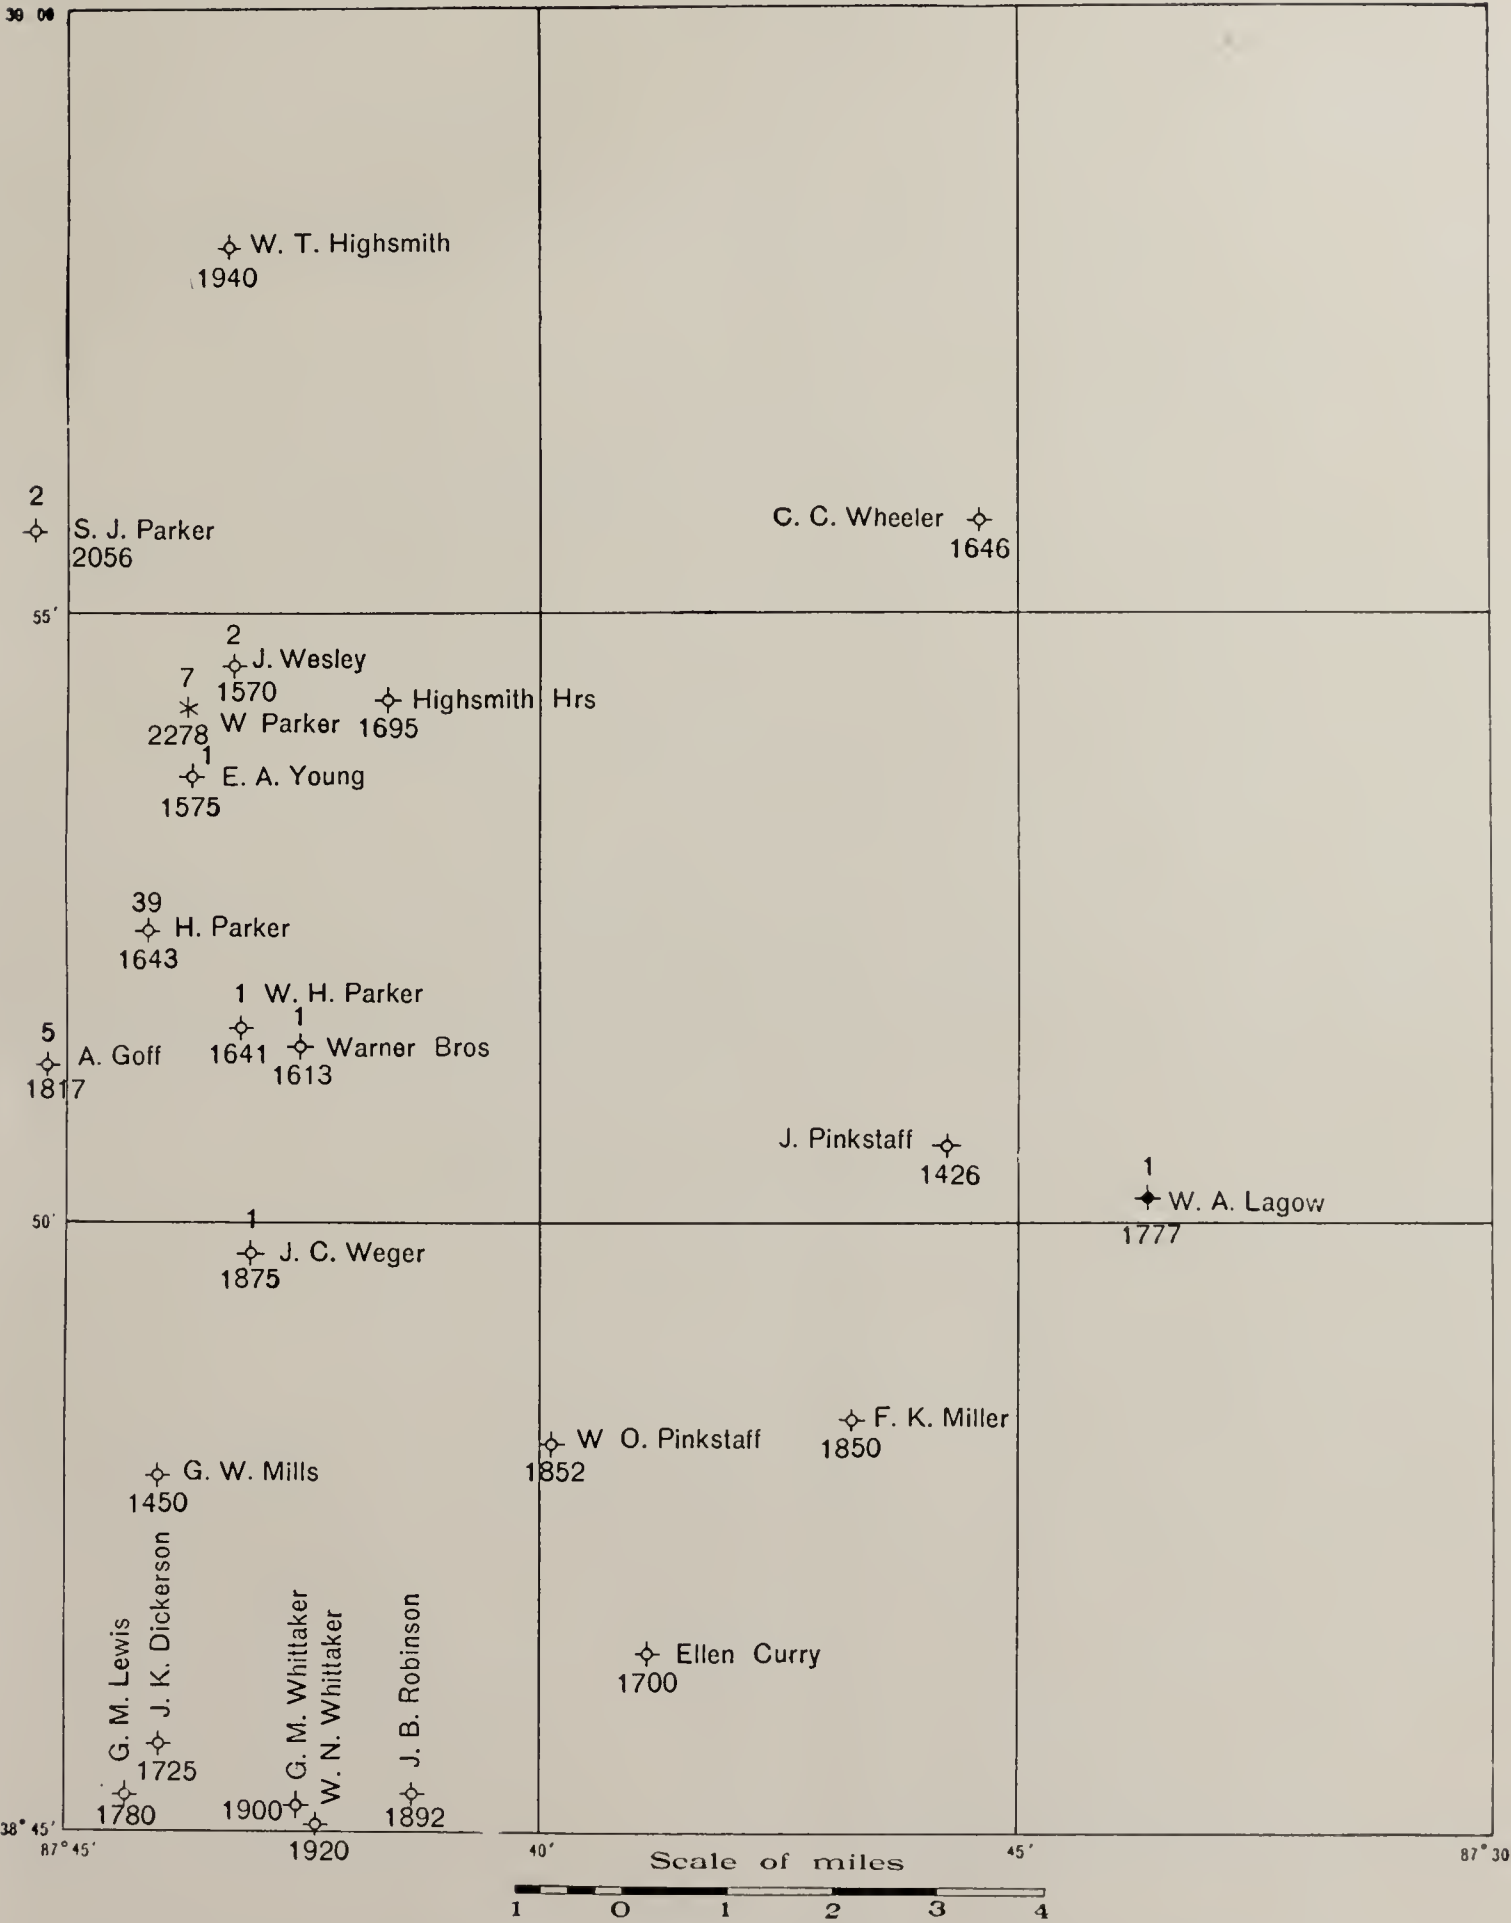 39 00
W. T. Highsmith
1940
2
S. J. Parker
2056
C. C. Wheeler
1646
55′
2
J. Wesley
1570
7
2278
W Parker
Highsmith Hrs
1695
1
E. A. Young
1575
39
H. Parker
1643
1 W. H. Parker
1641
1
Warner Bros
1613
5
A. Goff
1817
J. Pinkstaff
1426
1
W. A. Lagow
1777
50′
1
J. C. Weger
1875
F. K. Miller
1850
W O. Pinkstaff
1852
G. W. Mills
1450
J. K. Dickerson
1725
G. M. Lewis
1780
G. M. Whittaker
1900
W. N. Whittaker
1920
J. B. Robinson
1892
Ellen Curry
1700
38° 45′
87° 45′
40′
45′
87° 30
Scale of miles
1 0 1 2 3 4